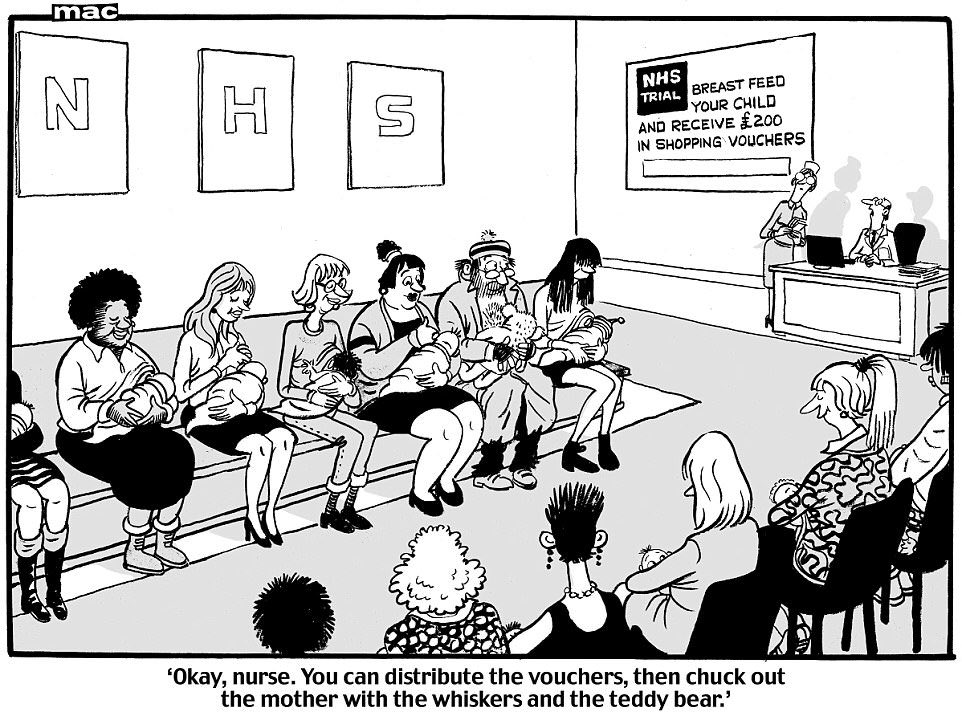 mac
N H S
NHS
TRIAL
BREAST FEED
YOUR CHILD
AND RECEIVE £200
IN SHOPPING VOUCHERS
‘Okay, nurse. You can distribute the vouchers, then chuck out
the mother with the whiskers and the teddy bear.’